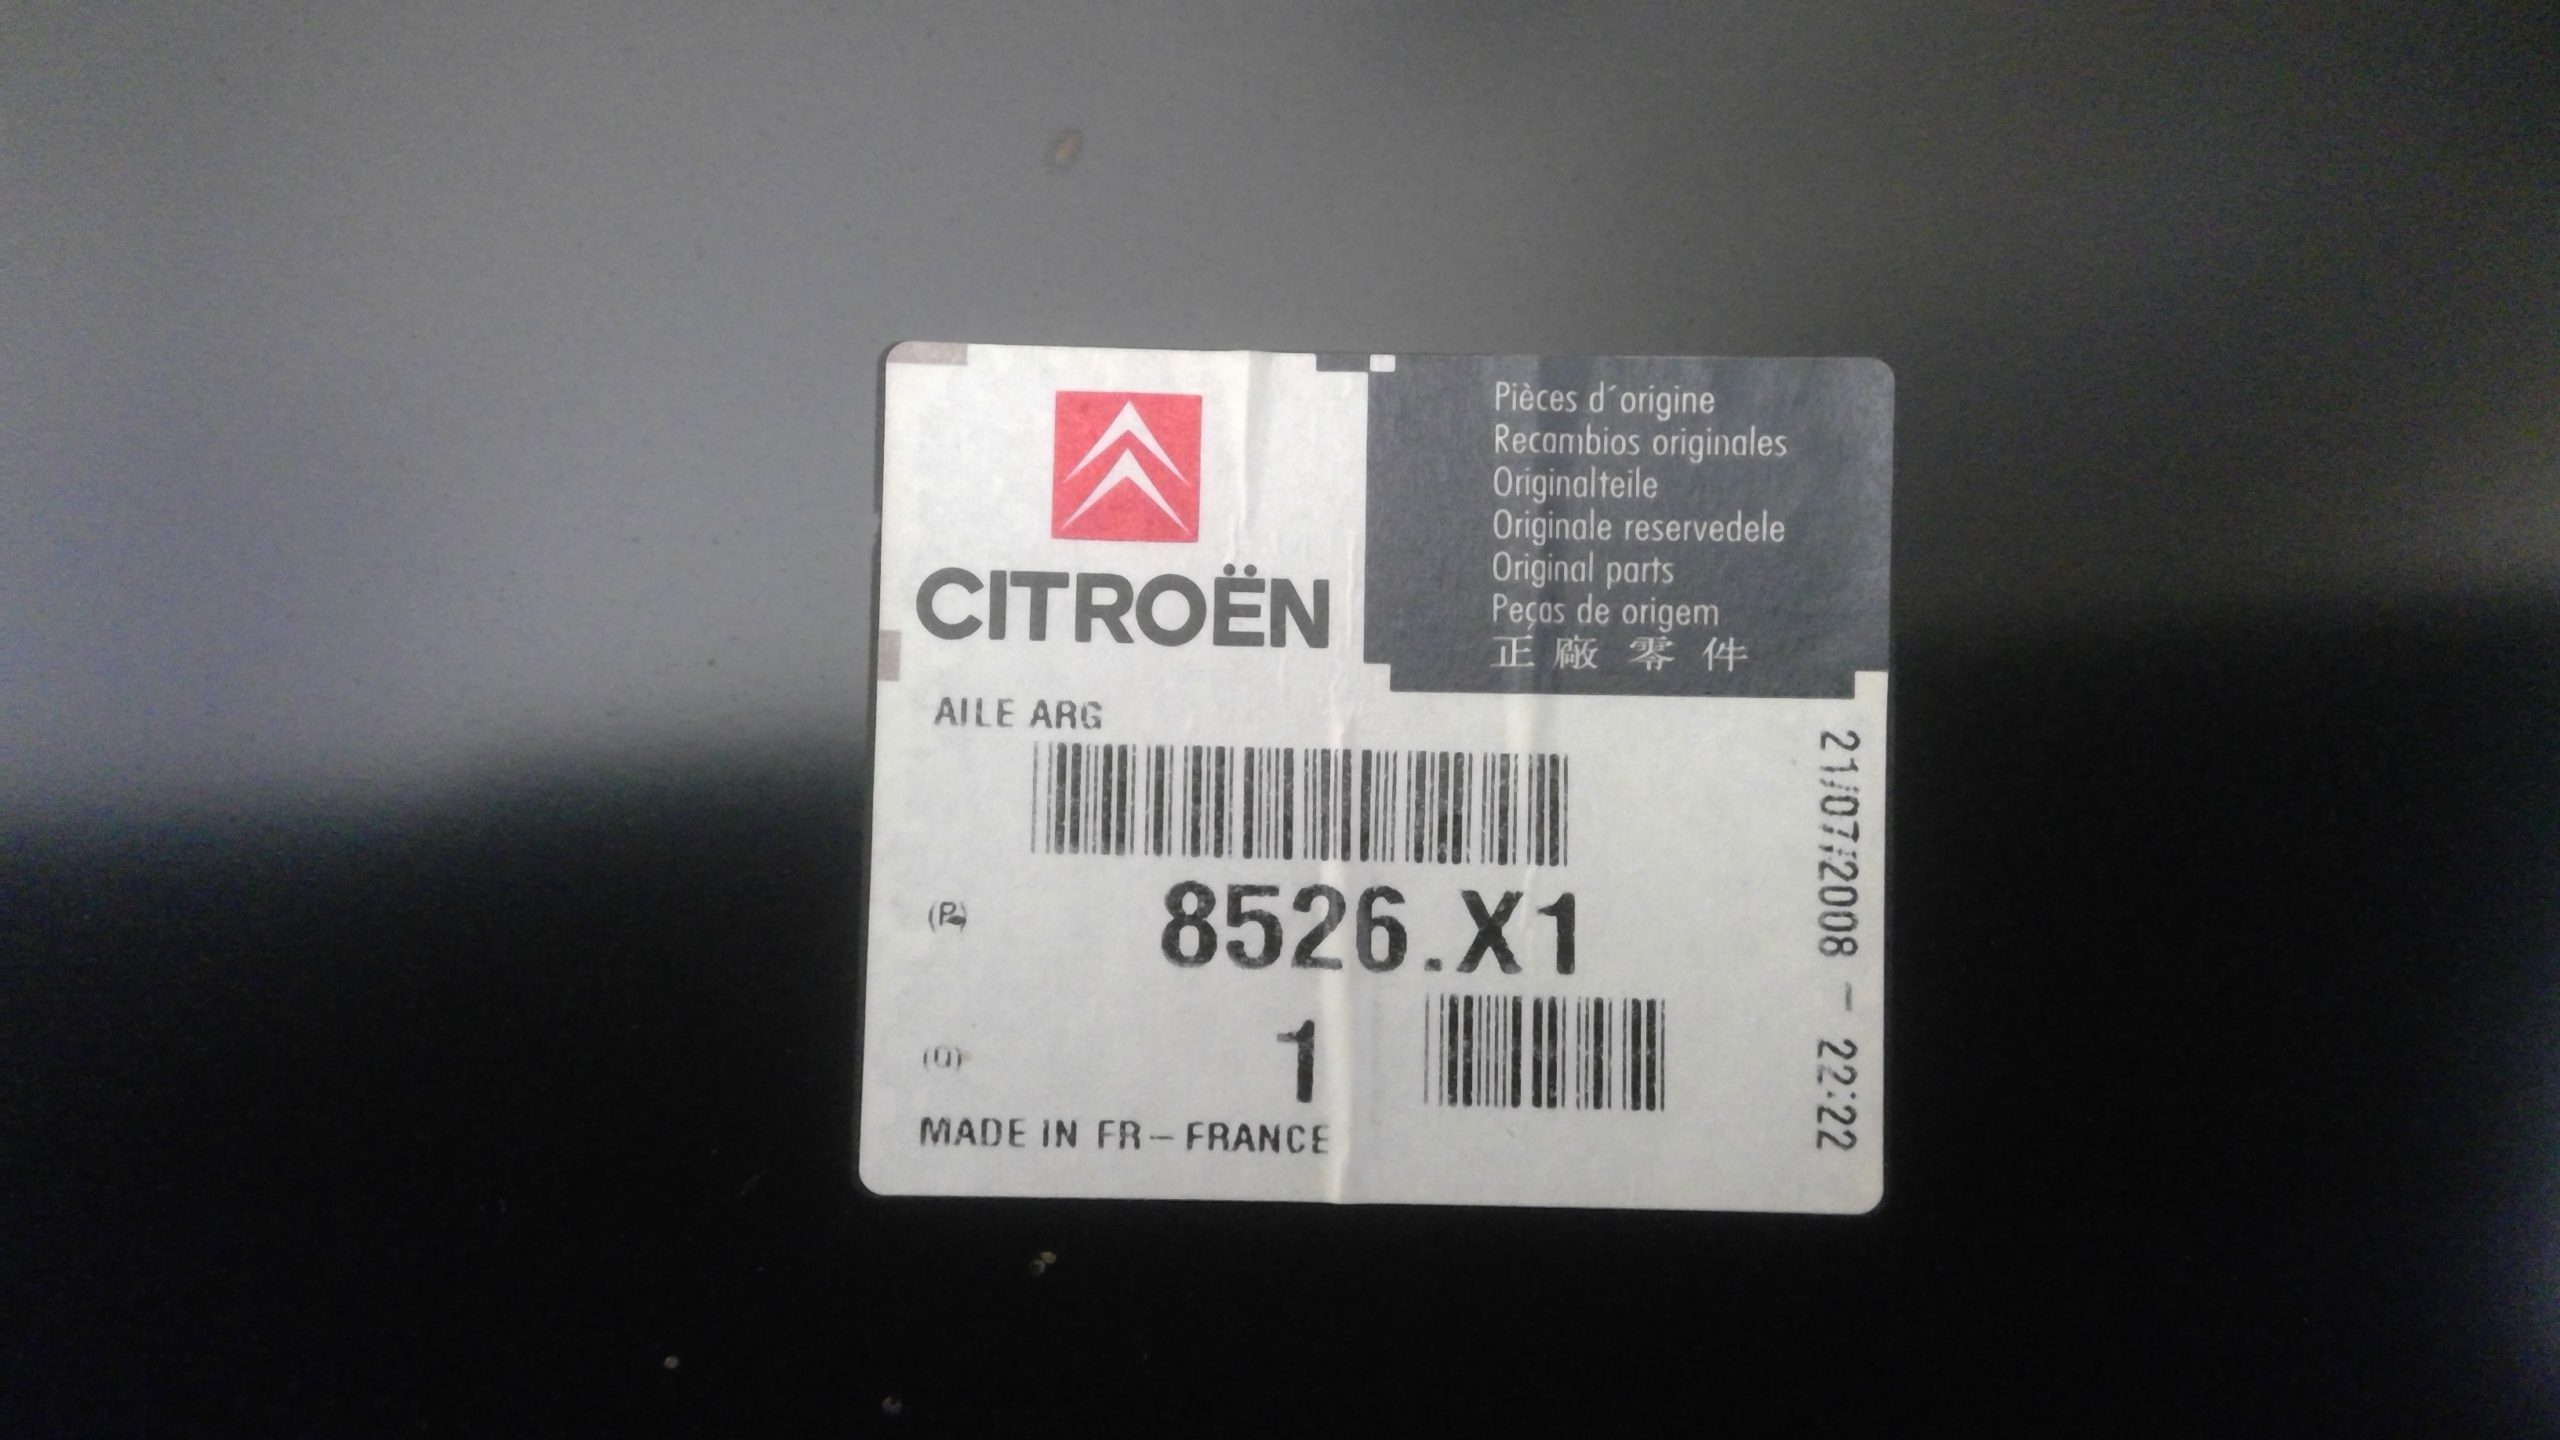 CITROËN
Pièces d´origine
Recambios originales
Originalteile
Originale reservedele
Original parts
Peças de origem
正廠零件
AILE ARG
(P)
8526.X1
(Q)
1
MADE IN FR – FRANCE
21/07/2008 – 22:22